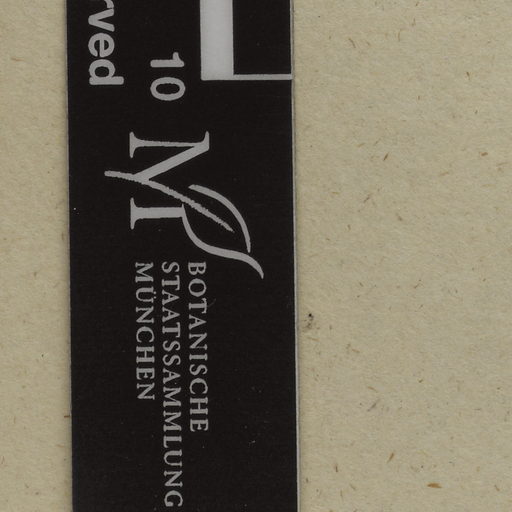 rved
10
BOTANISCHE
STAATSSAMMLUNG
MÜNCHEN